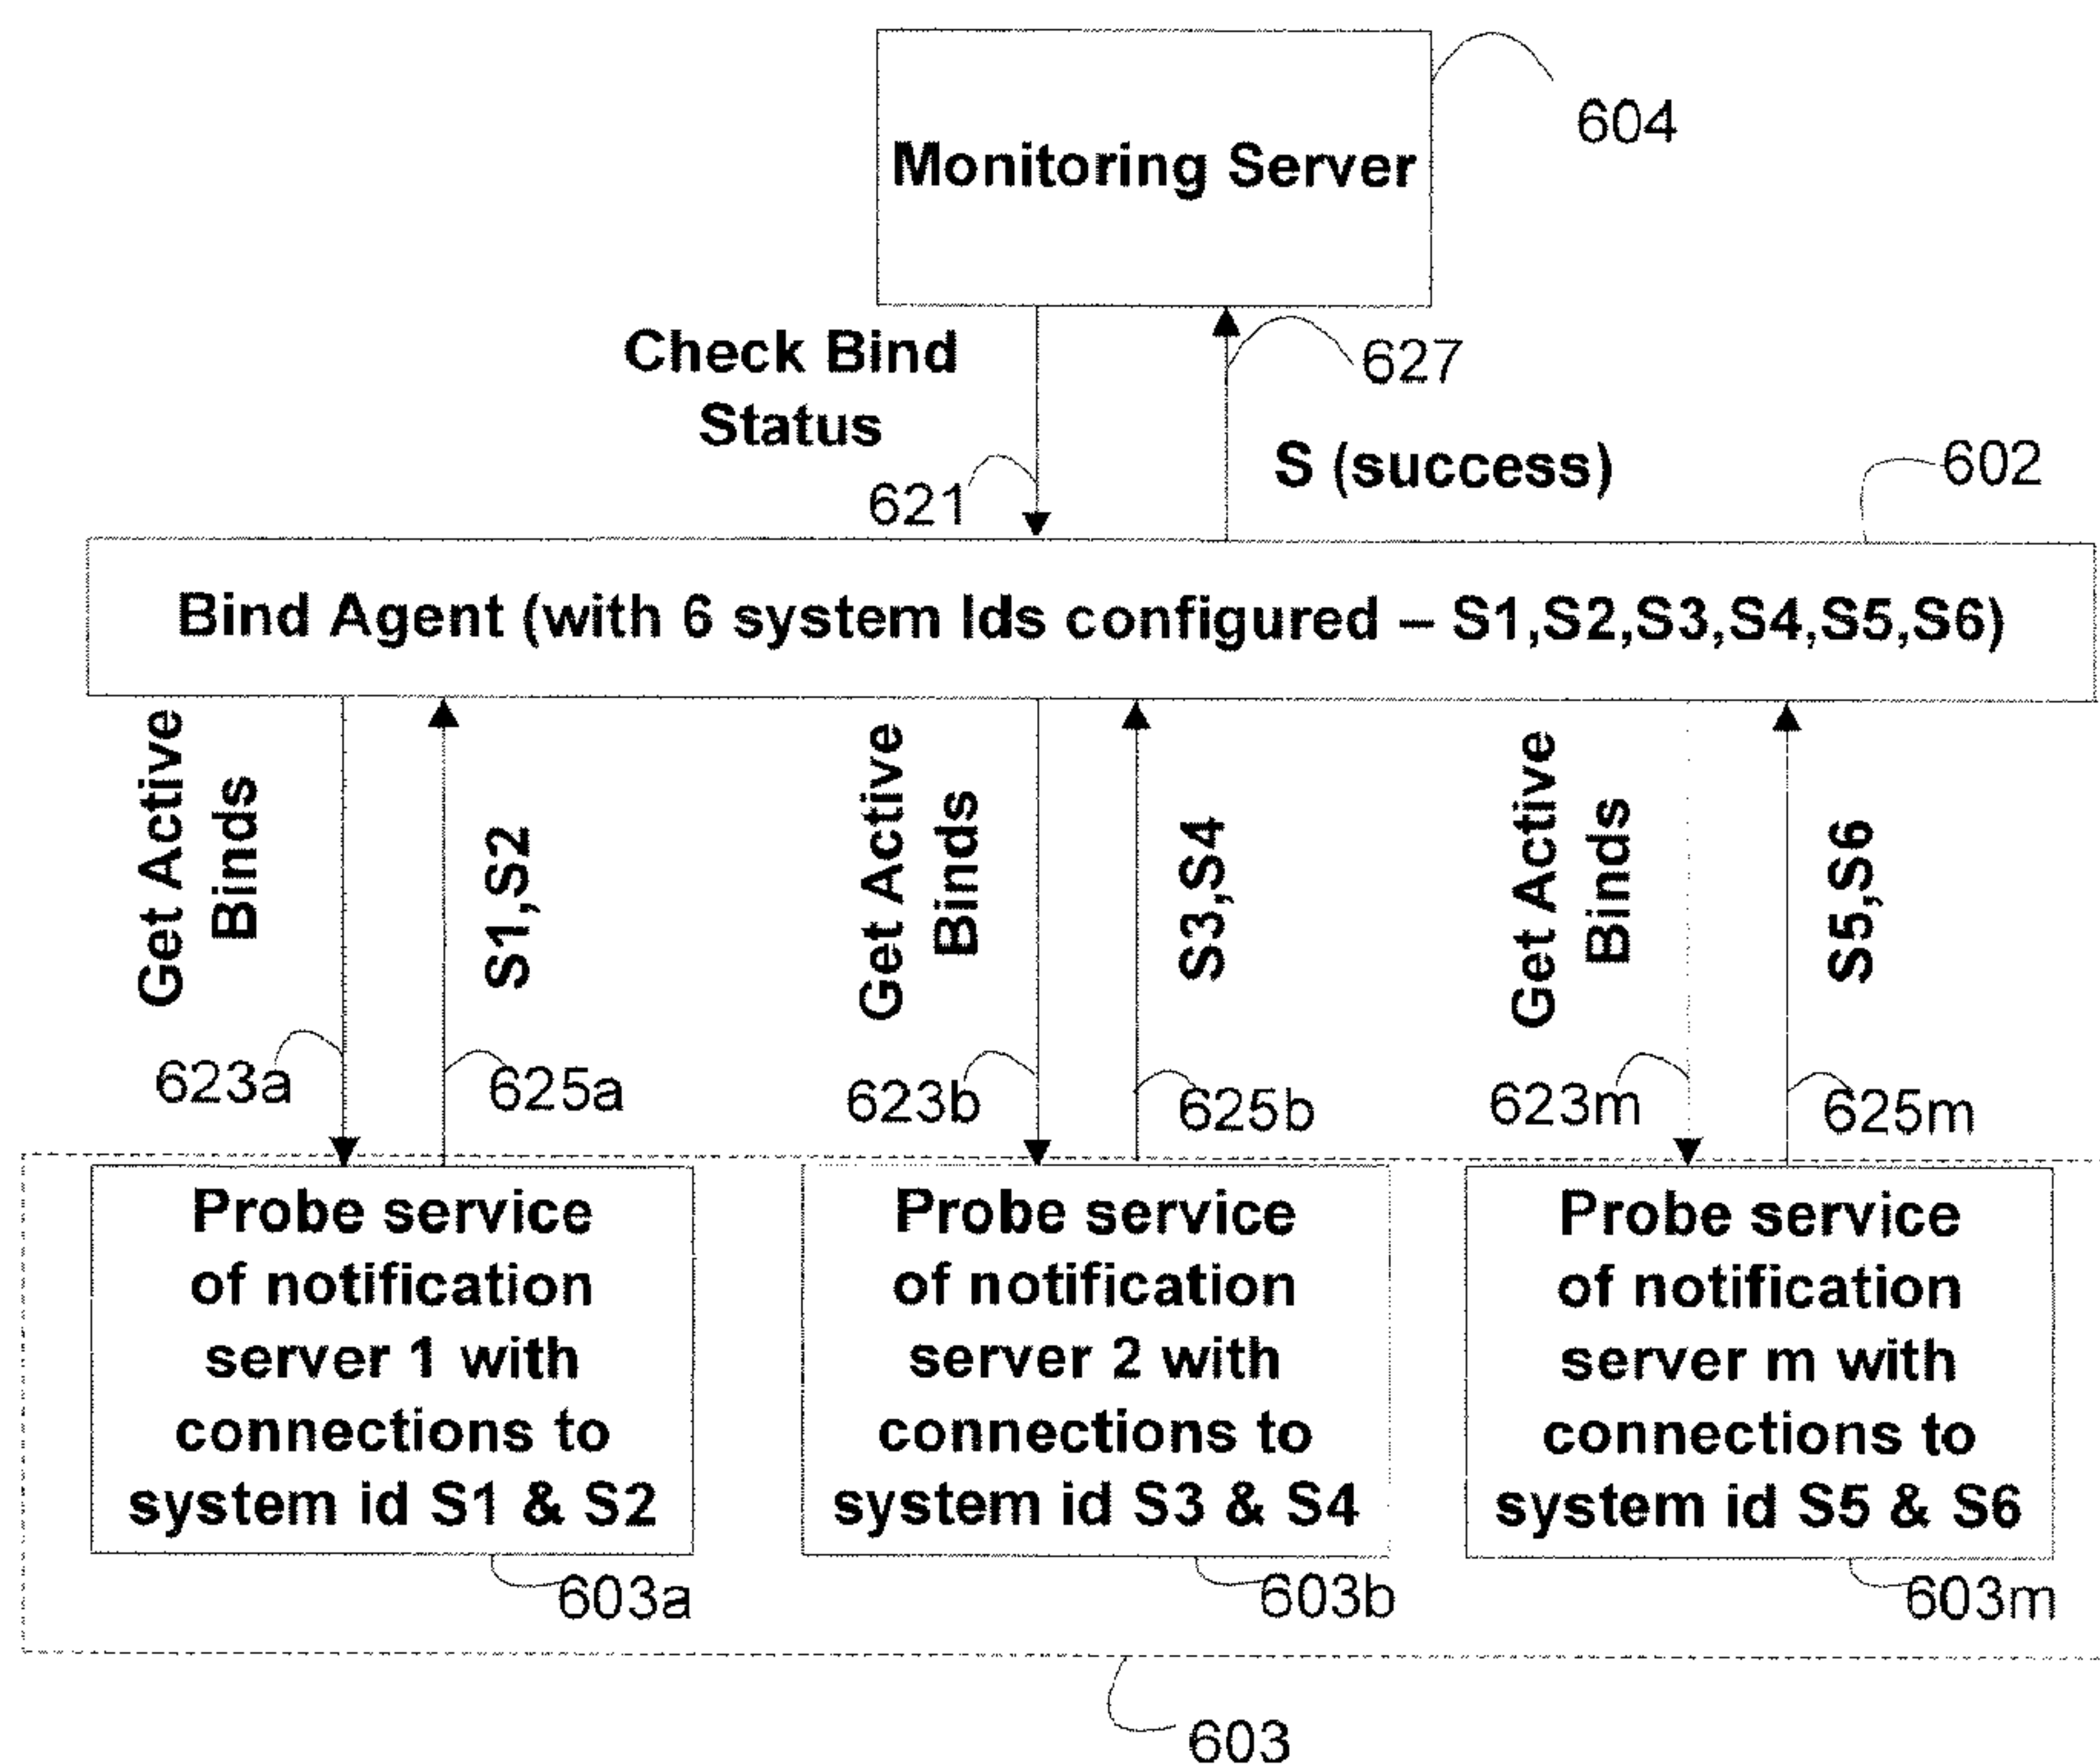 Monitoring Server
604
Check Bind
Status
627
S (success)
621
602
Bind Agent (with 6 system Ids configured – S1,S2,S3,S4,S5,S6)
Get Active
Binds
S1,S2
Get Active
Binds
S3,S4
Get Active
Binds
S5,S6
623a
625a
623b
625b
623m
625m
Probe service
of notification
server 1 with
connections to
system id S1 & S2
Probe service
of notification
server 2 with
connections to
system id S3 & S4
Probe service
of notification
server m with
connections to
system id S5 & S6
603a
603b
603m
603